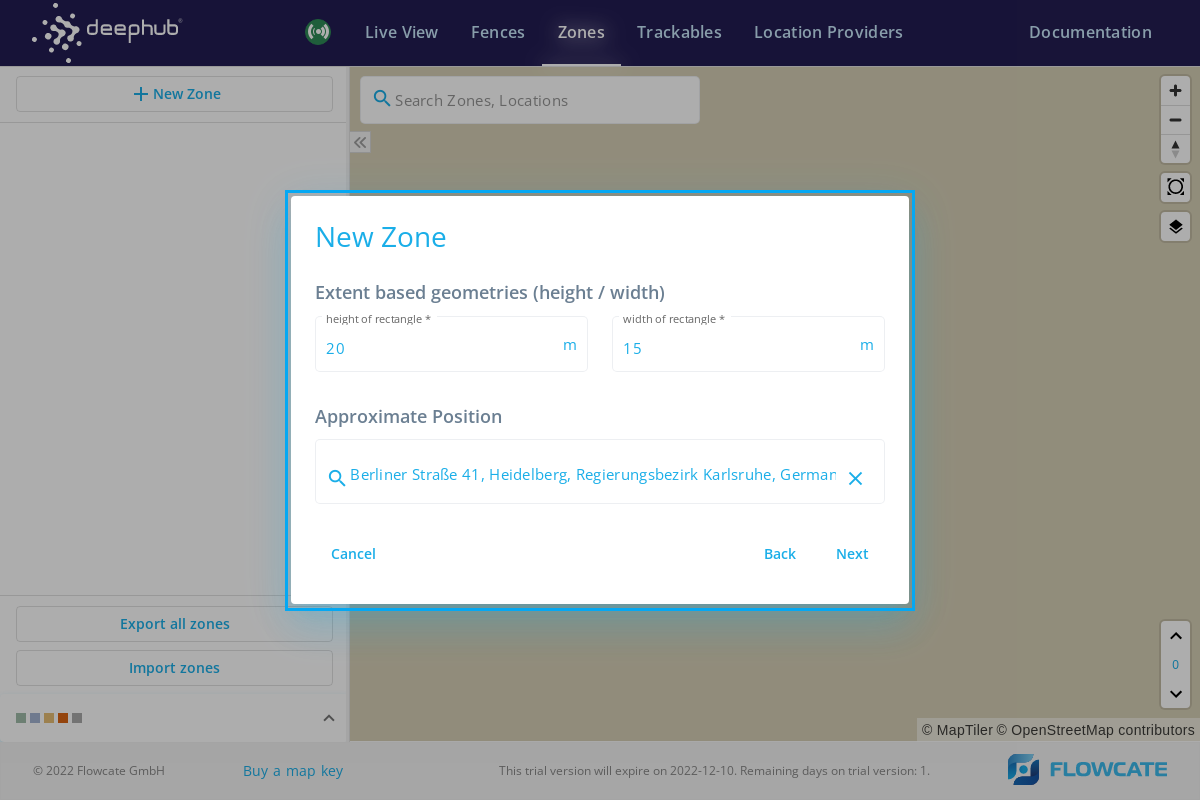 deephub®
Live View
Fences
Zones
Trackables
Location Providers
Documentation
New Zone
Search Zones, Locations
New Zone
Extent based geometries (height / width)
height of rectangle *
20
m
width of rectangle *
15
m
Approximate Position
Berliner Straße 41, Heidelberg, Regierungsbezirk Karlsruhe, German
Cancel
Back
Next
Export all zones
Import zones
0
© MapTiler © OpenStreetMap contributors
© 2022 Flowcate GmbH
Buy a map key
This trial version will expire on 2022-12-10. Remaining days on trial version: 1.
FLOWCATE